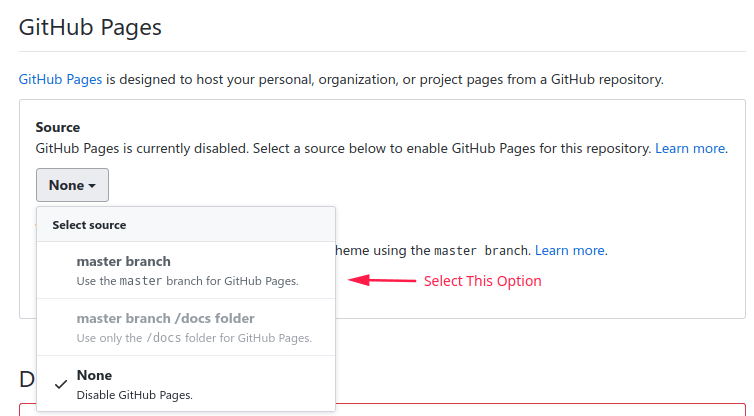 GitHub Pages
GitHub Pages is designed to host your personal, organization, or project pages from a GitHub repository.
Source
GitHub Pages is currently disabled. Select a source below to enable GitHub Pages for this repository. Learn more.
None
Select source
master branch
Use the master branch for GitHub Pages.
heme using the master branch. Learn more.
Select This Option
master branch /docs folder
Use only the /docs folder for GitHub Pages.
None
Disable GitHub Pages.
D